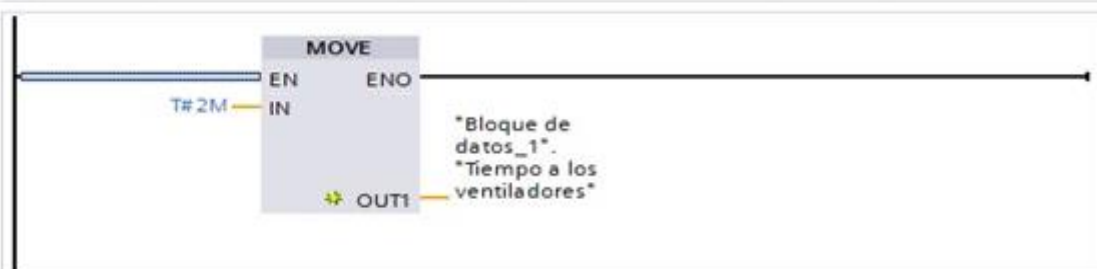 MOVE
EN ENO
T#2M IN
"Bloque de
datos_1".
"Tiempo a los
ventiladores"
OUT1